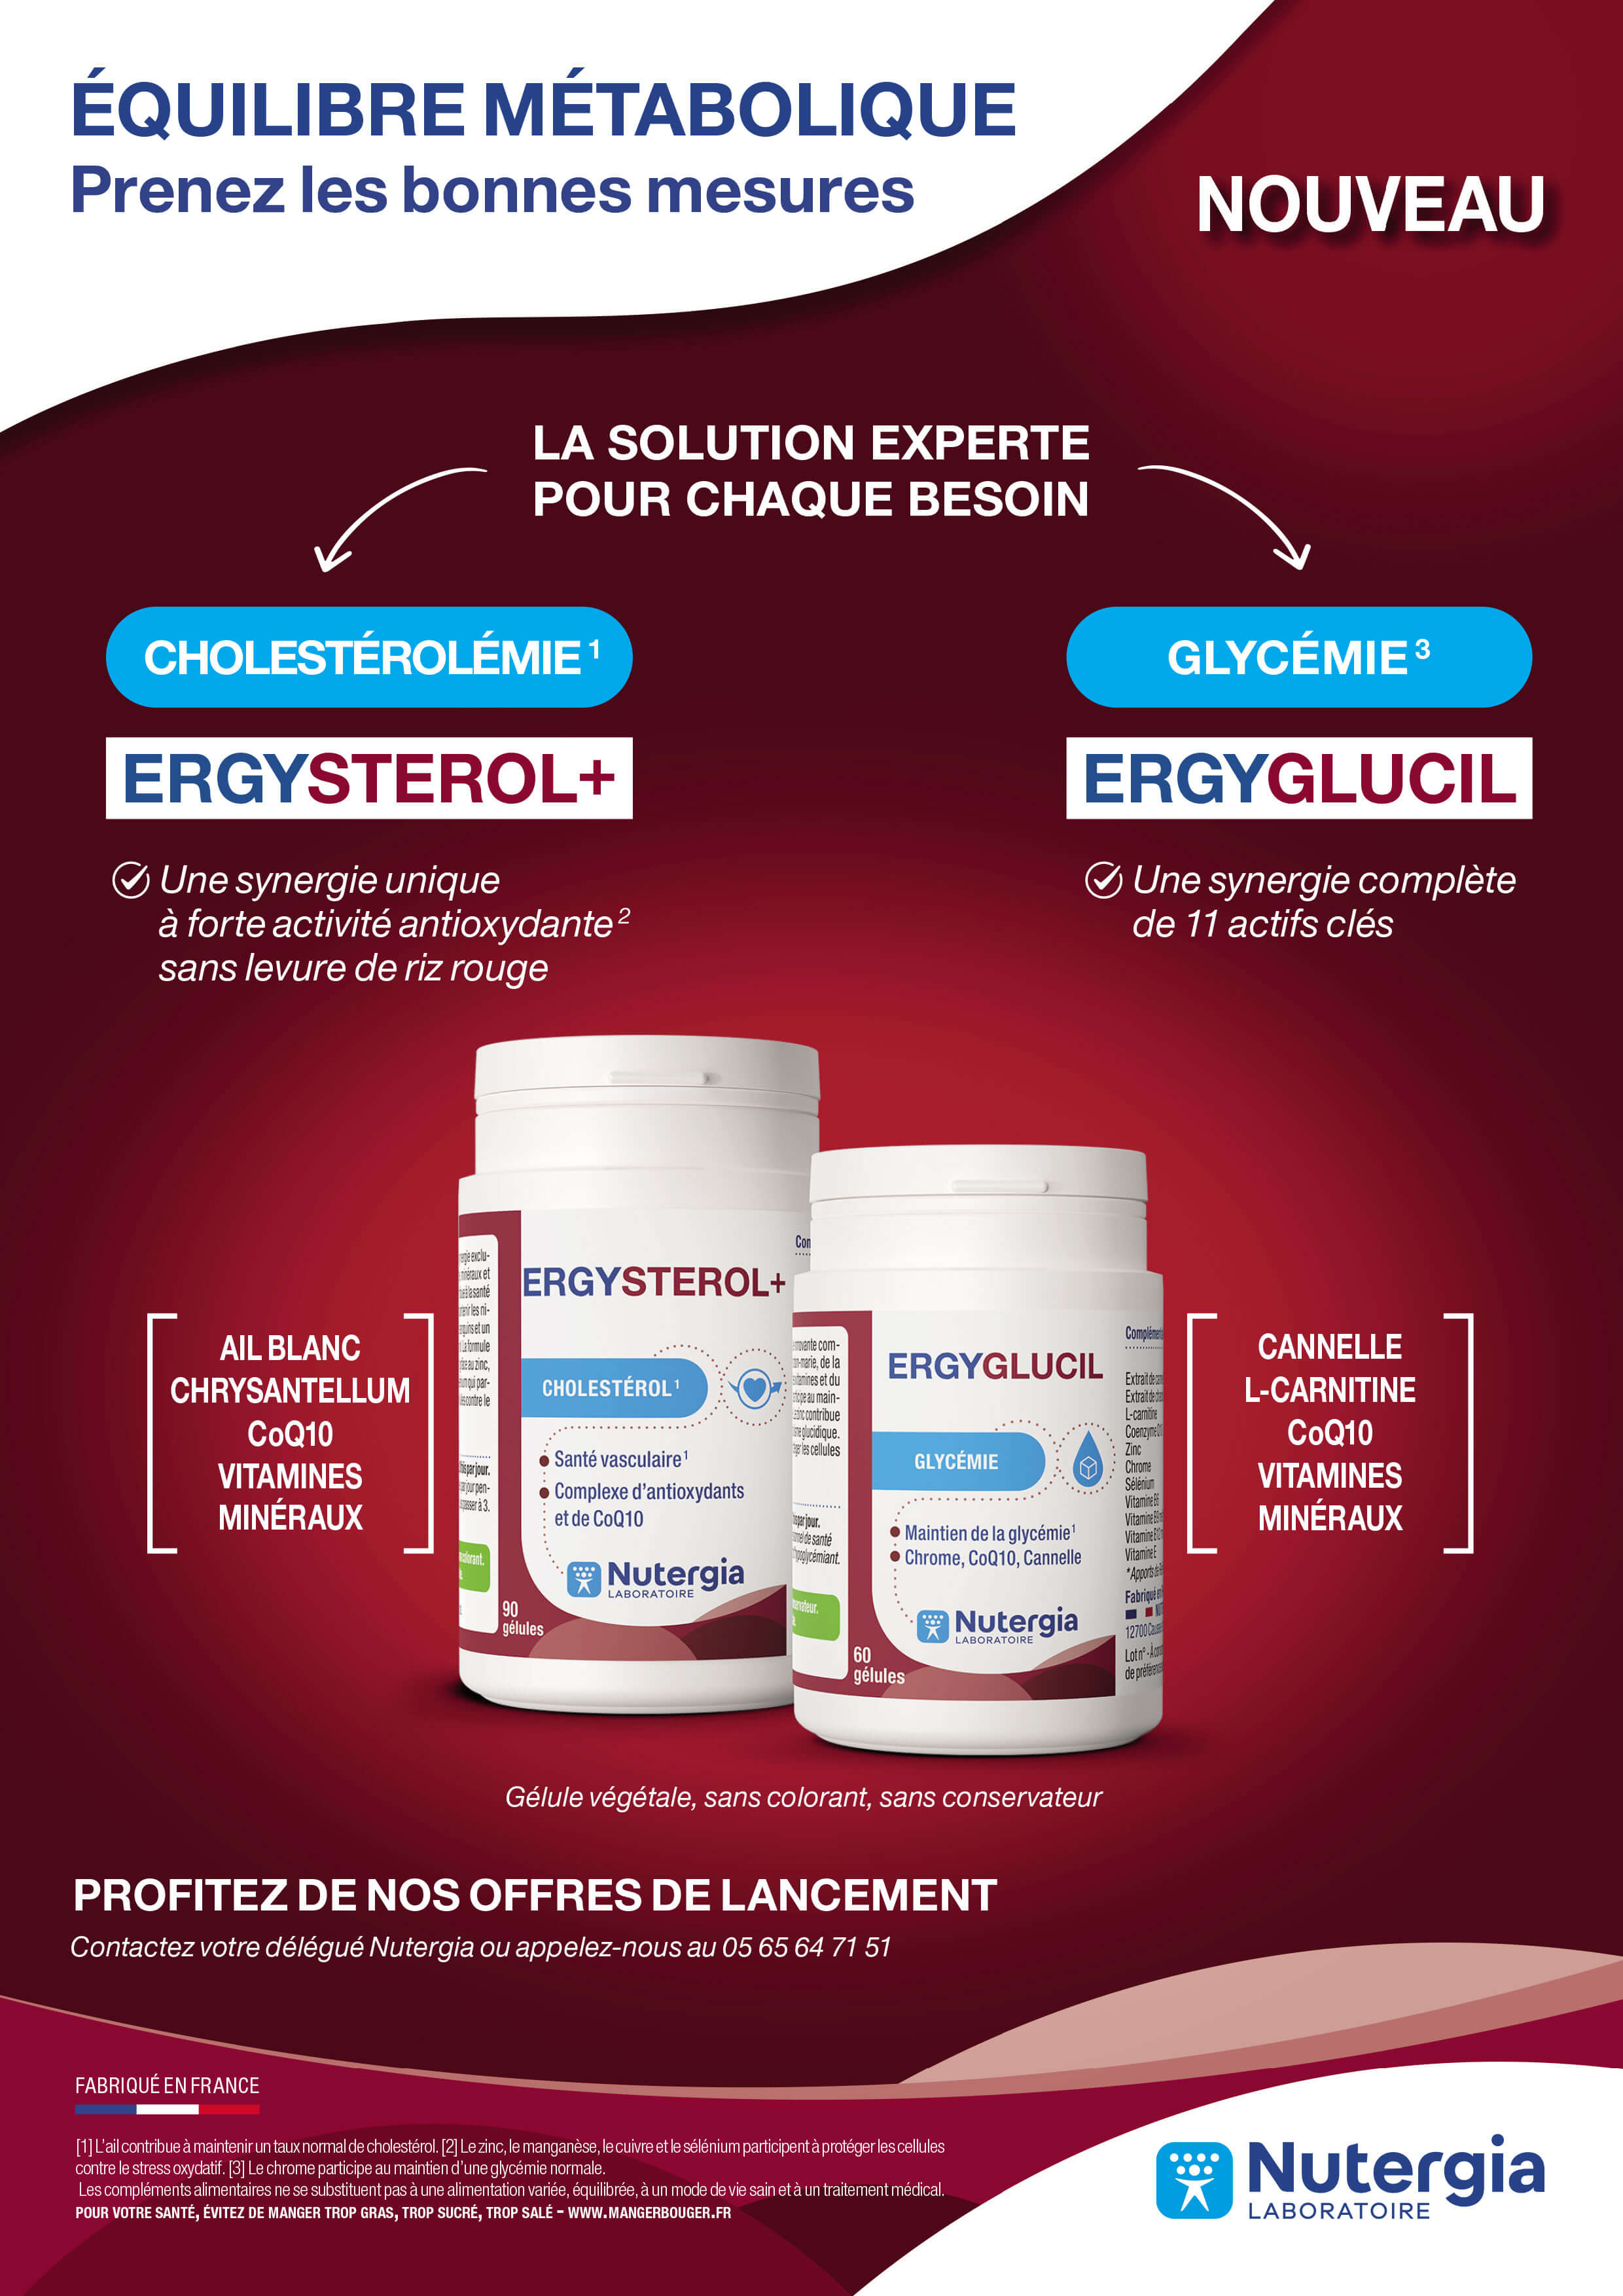 ÉQUILIBRE MÉTABOLIQUE
Prenez les bonnes mesures
NOUVEAU
LA SOLUTION EXPERTE
POUR CHAQUE BESOIN
CHOLESTÉROLÉMIE 1
ERGYSTEROL+
Une synergie unique
à forte activité antioxydante 2
sans levure de riz rouge
GLYCÉMIE 3
ERGYGLUCIL
Une synergie complète
de 11 actifs clés
AIL BLANC
CHRYSANTELLUM
CoQ10
VITAMINES
MINÉRAUX
ERGYSTEROL+
CHOLESTÉROL 1
Santé vasculaire 1
Complexe d'antioxydants
et de CoQ10
Nutergia
LABORATOIRE
90
gélules
ERGYGLUCIL
GLYCÉMIE
Maintien de la glycémie 1
Chrome, CoQ10, Cannelle
Nutergia
LABORATOIRE
60
gélules
L-carnitine
Zinc
Chrome
Sélénium
Vitamine B6
Vitamine E
CANNELLE
L-CARNITINE
CoQ10
VITAMINES
MINÉRAUX
Gélule végétale, sans colorant, sans conservateur
PROFITEZ DE NOS OFFRES DE LANCEMENT
Contactez votre délégué Nutergia ou appelez-nous au 05 65 64 71 51
FABRIQUÉ EN FRANCE
[1] L'ail contribue à maintenir un taux normal de cholestérol. [2] Le zinc, le manganèse, le cuivre et le sélénium participent à protéger les cellules
contre le stress oxydatif. [3] Le chrome participe au maintien d'une glycémie normale.
Les compléments alimentaires ne se substituent pas à une alimentation variée, équilibrée, à un mode de vie sain et à un traitement médical.
POUR VOTRE SANTÉ, ÉVITEZ DE MANGER TROP GRAS, TROP SUCRÉ, TROP SALÉ - WWW.MANGERBOUGER.FR
Nutergia
LABORATOIRE